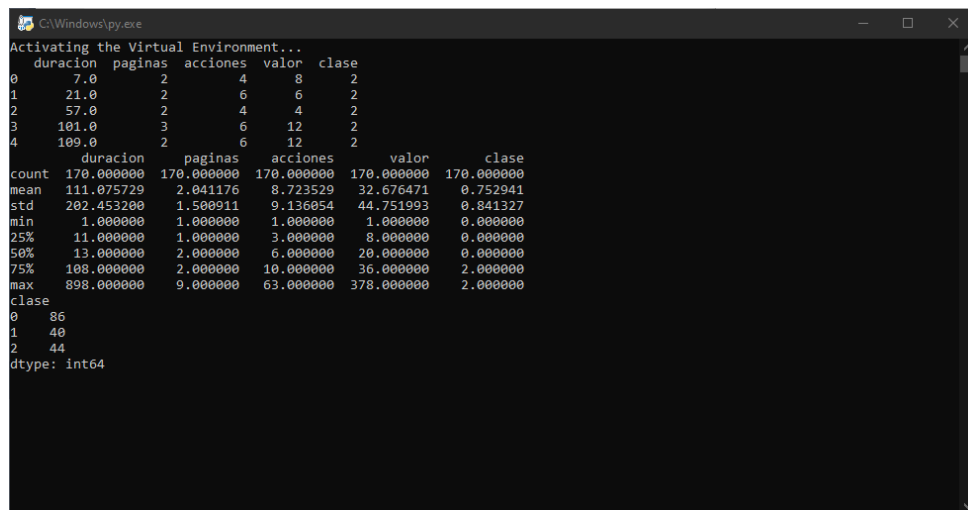 C:\Windows\py.exe
Activating the Virtual Environment...
   duracion  paginas  acciones  valor  clase
0       7.0        2         4      8      2
1      21.0        2         6      6      2
2      57.0        2         4      4      2
3     101.0        3         6     12      2
4     109.0        2         6     12      2
         duracion     paginas    acciones       valor       clase
count  170.000000  170.000000  170.000000  170.000000  170.000000
mean   111.075729    2.041176    8.723529   32.676471    0.752941
std    202.453200    1.500911    9.136054   44.751993    0.841327
min      1.000000    1.000000    1.000000    1.000000    0.000000
25%     11.000000    1.000000    3.000000    8.000000    0.000000
50%     13.000000    2.000000    6.000000   20.000000    0.000000
75%    108.000000    2.000000   10.000000   36.000000    2.000000
max    898.000000    9.000000   63.000000  378.000000    2.000000
clase
0    86
1    40
2    44
dtype: int64